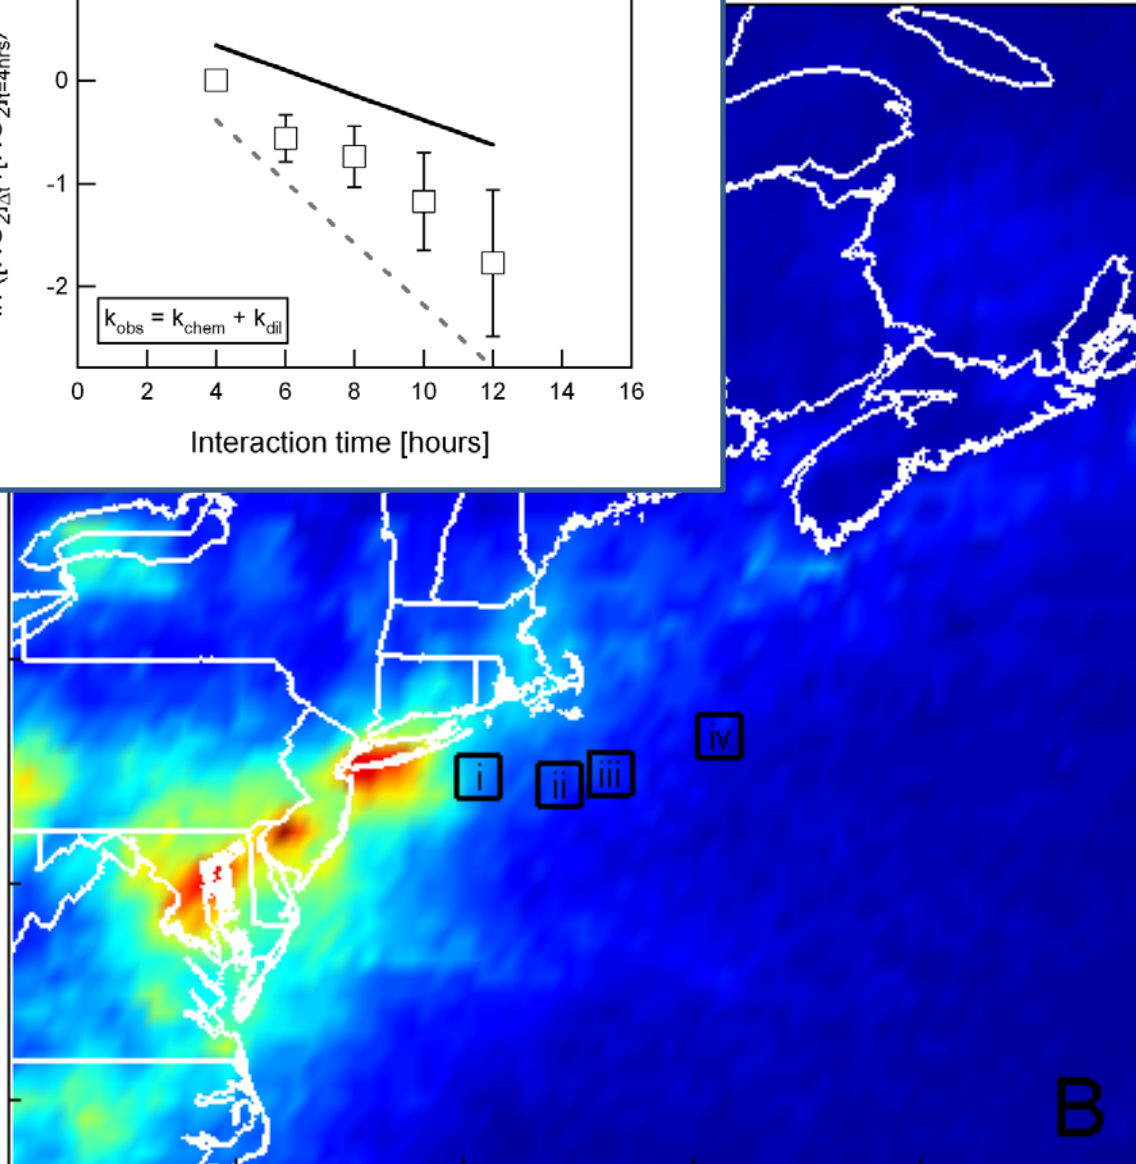 0
-1
-2
k_obs = k_chem + k_dil
0 2 4 6 8 10 12 14 16
Interaction time [hours]
i ii iii iv
B